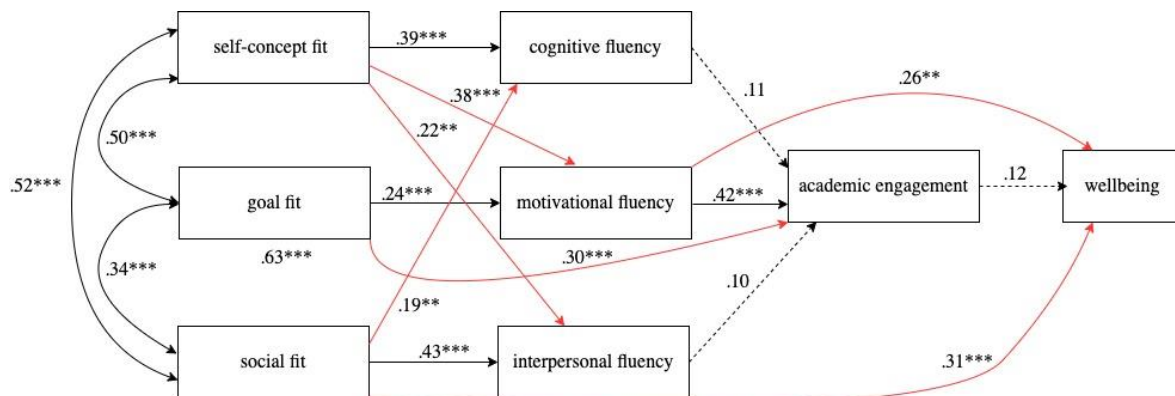 self-concept fit
.39***
cognitive fluency
.38***
.11
.26**
.22**
.50***
.52***
goal fit
.24***
motivational fluency
.42***
academic engagement
.12
wellbeing
.63***
.30***
.34***
.19**
.10
social fit
.43***
interpersonal fluency
.31***